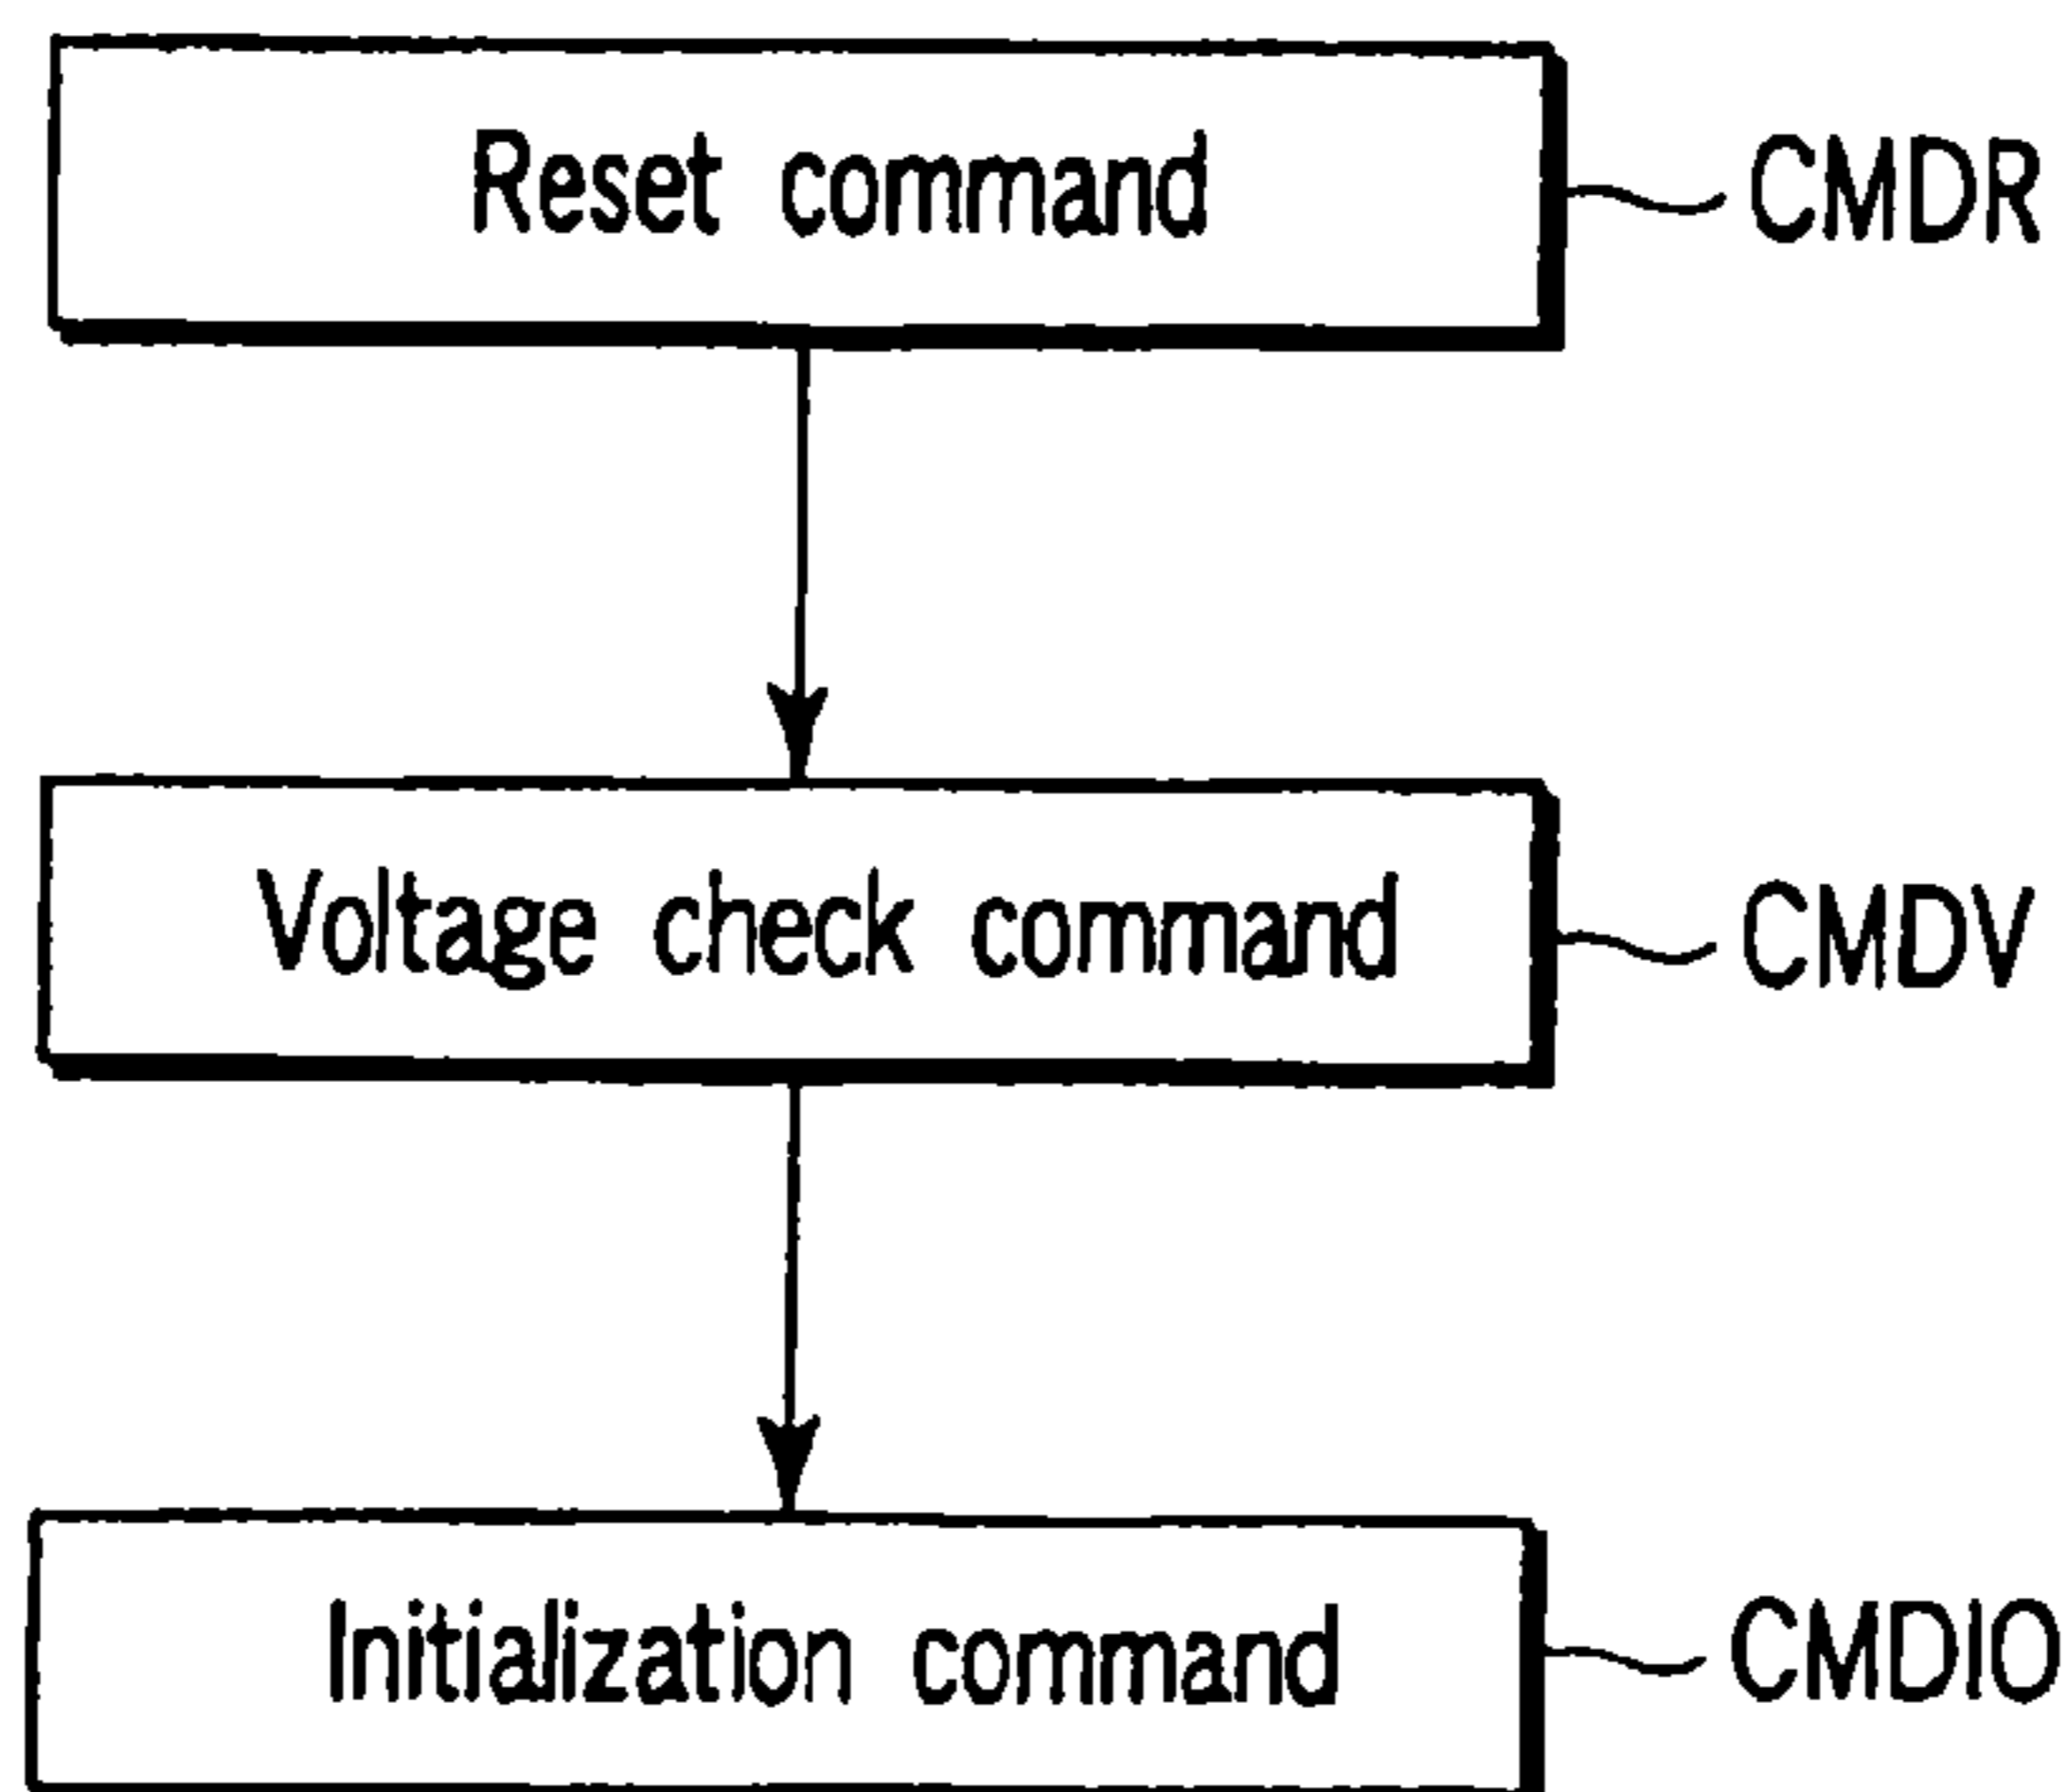 Reset command CMDR
Voltage check command CMDV
Initialization command CMDIO